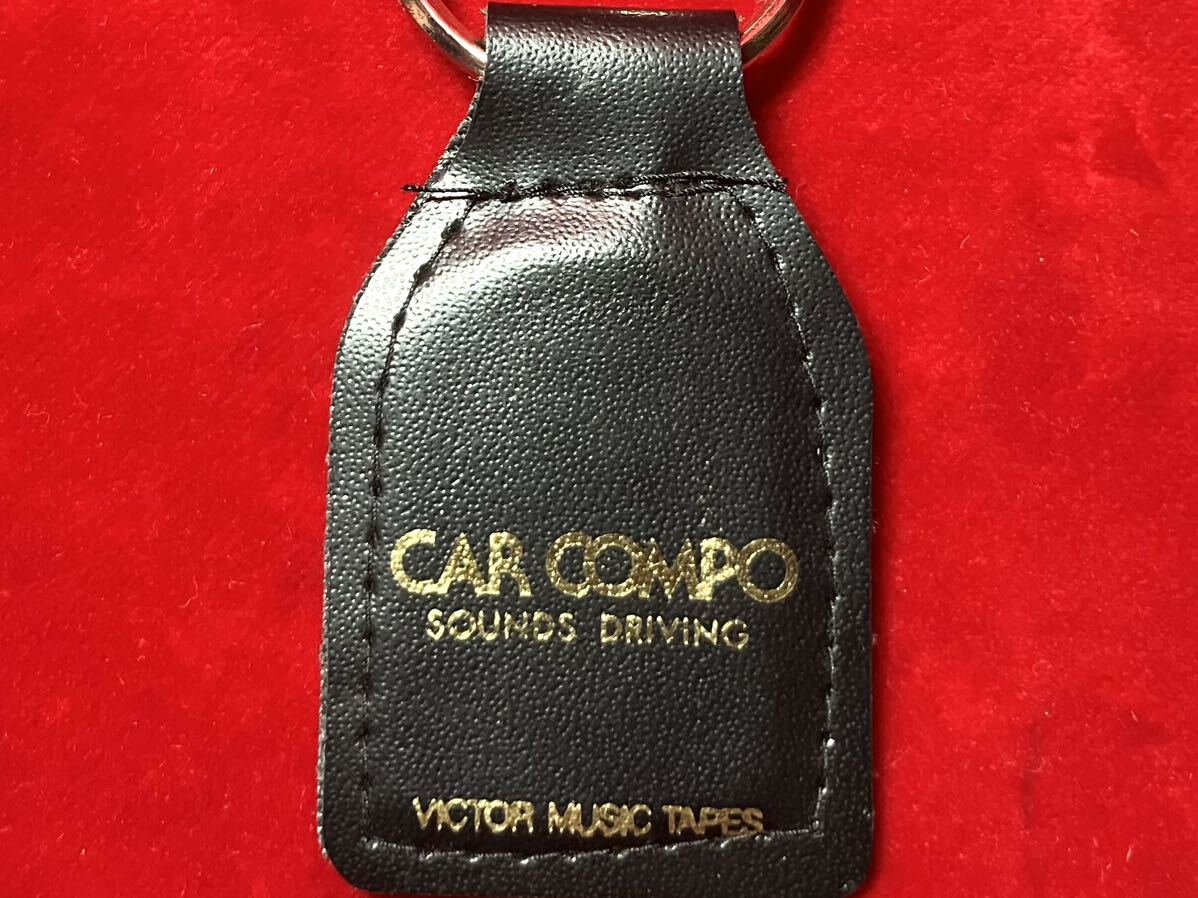 CAR COMPO
SOUNDS DRIVING
VICTOR MUSIC TAPES